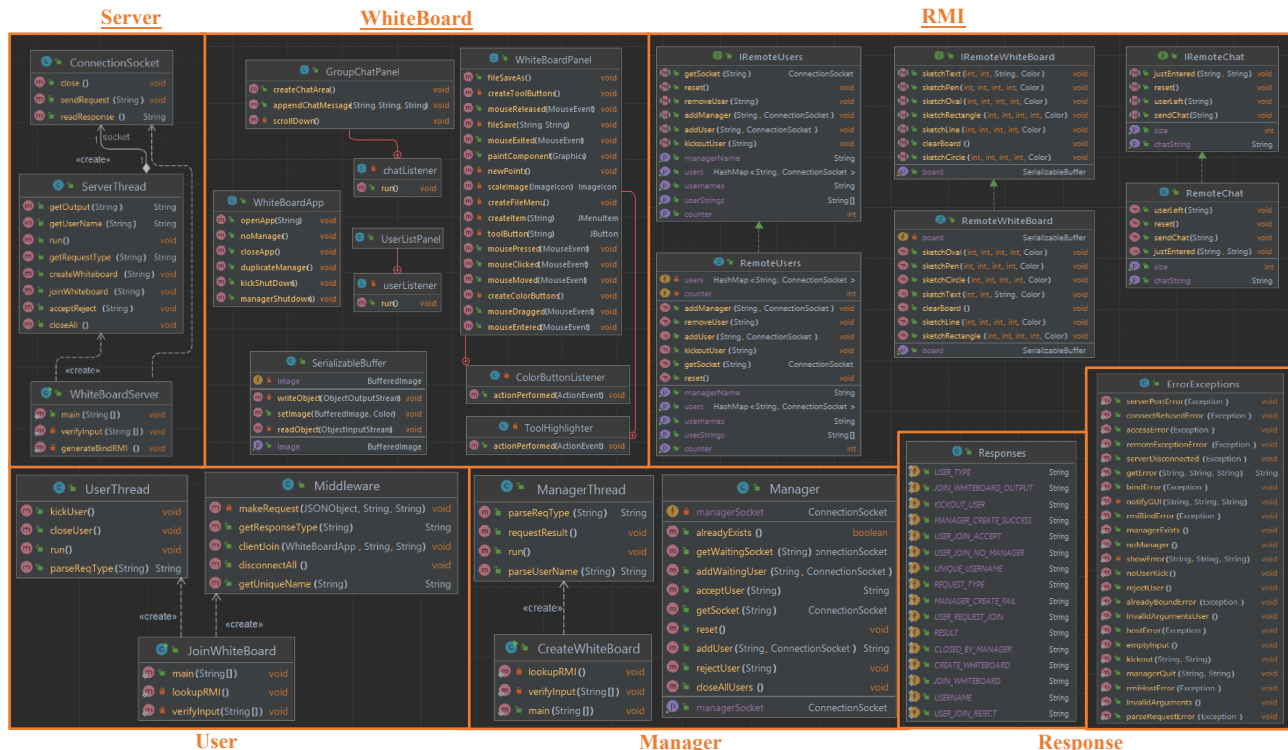 Server
WhiteBoard
RMI
ConnectionSocket
close () void
sendRequest (String) void
readResponse () String
1 socket
«create»
1
ServerThread
getOutput (String) String
getUserName (String) String
run() void
getRequestType (String) String
createWhiteboard (String) void
joinWhiteboard (String) void
acceptReject (String) void
closeAll () void
«create»
WhiteBoardServer
main (String []) void
verifyInput (String []) void
generateBindRMI () void
GroupChatPanel
createChatArea() void
appendChatMessage(String, String, String) void
scrollDown() void
chatListener
run() void
WhiteBoardApp
openApp(String) void
noManage() void
closeApp() void
duplicateManage() void
kickShutDown() void
managerShutdown() void
UserListPanel
userListener
run() void
WhiteBoardPanel
fileSaveAs() void
createToolButton() void
mouseReleased(MouseEvent) void
fileSave(String, String) void
mouseExited(MouseEvent) void
paintComponent(Graphic) void
newPoints() void
scaleImage(ImageIcon) ImageIcon
createFileMenu() void
createItem(String) JMenuItem
toolButton(String) JButton
mousePressed(MouseEvent) void
mouseClicked(MouseEvent) void
mouseMoved(MouseEvent) void
createColorButtons() void
mouseDragged(MouseEvent) void
mouseEntered(MouseEvent) void
SerializableBuffer
image BufferedImage
writeObject(ObjectOutputStream) void
setImage(BufferedImage, Color) void
readObject(ObjectInputStream) void
image BufferedImage
ColorButtonListener
actionPerformed(ActionEvent) void
ToolHighlighter
actionPerformed(ActionEvent) void
IRemoteUsers
getSocket (String) ConnectionSocket
reset() void
removeUser (String) void
addManager (String , ConnectionSocket) void
addUser (String, ConnectionSocket) void
kickoutUser (String) void
managerName String
users HashMap <String, ConnectionSocket >
usernames String
userStrings String []
counter int
RemoteUsers
users HashMap <String, ConnectionSocket >
counter int
addManager (String, ConnectionSocket) void
removeUser (String) void
addUser (String, ConnectionSocket) void
kickoutUser (String) void
getSocket (String) ConnectionSocket
reset() void
managerName String
users HashMap <String, ConnectionSocket >
usernames String
userStrings String []
counter int
IRemoteWhiteBoard
sketchText (int, int, String, Color) void
sketchPen (int, int, int, int, Color) void
sketchOval (int, int, int, int, Color) void
sketchRectangle (int, int, int, int, Color) void
sketchLine (int, int, int, int, Color) void
clearBoard () void
sketchCircle (int, int, int, int, Color) void
board SerializableBuffer
RemoteWhiteBoard
board SerializableBuffer
sketchOval (int, int, int, int, Color) void
sketchPen (int, int, int, int, Color) void
sketchCircle (int, int, int, int, Color) void
sketchText (int, int, String, Color) void
clearBoard () void
sketchLine (int, int, int, int, Color) void
sketchRectangle (int, int, int, int, Color) void
board SerializableBuffer
IRemoteChat
justEntered (String , String) void
reset() void
userLeft (String) void
sendChat (String) void
size int
chatString String
RemoteChat
userLeft (String) void
reset() void
sendChat (String) void
justEntered (String , String) void
size int
chatString String
UserThread
kickUser() void
closeUser() void
run() void
parseReqType (String) String
Middleware
makeRequest (JSONObject, String, String) void
getResponseType (String) String
clientJoin (WhiteBoardApp , String, String) void
disconnectAll () void
getUniqueName (String) String
«create»
«create»
JoinWhiteBoard
main (String []) void
lookupRMI() void
verifyInput (String []) void
ManagerThread
parseReqType (String) String
requestResult() void
run() void
parseUserName (String) String
«create»
CreateWhiteBoard
lookupRMI() void
verifyInput (String []) void
main (String []) void
Manager
managerSocket ConnectionSocket
alreadyExists () boolean
getWaitingSocket (String) onnectionSocket
addWaitingUser (String , ConnectionSocket) void
acceptUser (String) String
getSocket (String) ConnectionSocket
reset() void
addUser (String, ConnectionSocket) String
rejectUser (String) void
closeAllUsers () void
managerSocket ConnectionSocket
Responses
USER_TYPE String
JOIN_WHITEBOARD_OUTPUT String
KICKOUT_USER String
MANAGER_CREATE_SUCCESS String
USER_JOIN_ACCEPT String
USER_JOIN_NO_MANAGER String
UNIQUE_USERNAME String
REQUEST_TYPE String
MANAGER_CREATE_FAIL String
USER_REQUEST_JOIN String
RESULT String
CLOSED_BY_MANAGER String
CREATE_WHITEBOARD String
JOIN_WHITEBOARD String
USERNAME String
USER_JOIN_REJECT String
ErrorExceptions
serverPortError (Exception ) void
connectRefusedError (Exception ) void
accessError (Exception ) void
remoteExceptionError (Exception ) void
serverDisconnected (Exception ) void
getError (String, String, String) String
bindError (Exception ) void
notifyGUI (String, String, String) void
rmiBindError (Exception ) void
managerExists () void
noManager () void
showError (String, String, String) void
noUserKick() void
rejectUser () void
alreadyBoundError (Exception ) void
InvalidArgumentsUser () void
hostError (Exception ) void
emptyInput () void
kickout (String, String) void
managerQuit (String, String) void
rmiHostError (Exception ) void
InvalidArguments () void
parseRequestError (Exception ) void
User
Manager
Response